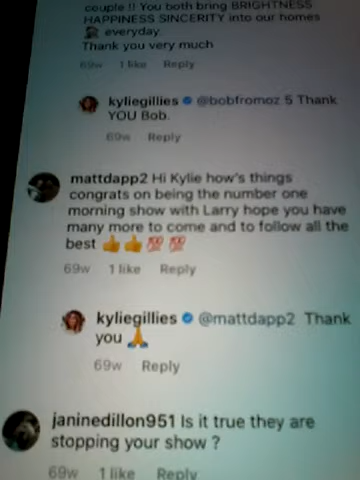 couple !! You both bring BRIGHTNESS
HAPPINESS SINCERITY into our homes
everyday.
Thank you very much
69w 1 like Reply
kyliegillies @bobfromoz 5 Thank
YOU Bob.
69w Reply
mattdapp2 Hi Kylie how's things
congrats on being the number one
morning show with Larry hope you have
many more to come and to follow all the
best 👍👍💯💯
69w 1 like Reply
kyliegillies @mattdapp2 Thank
you 🙏
69w Reply
janinedillon951 Is it true they are
stopping your show ?
69w 1 like Reply